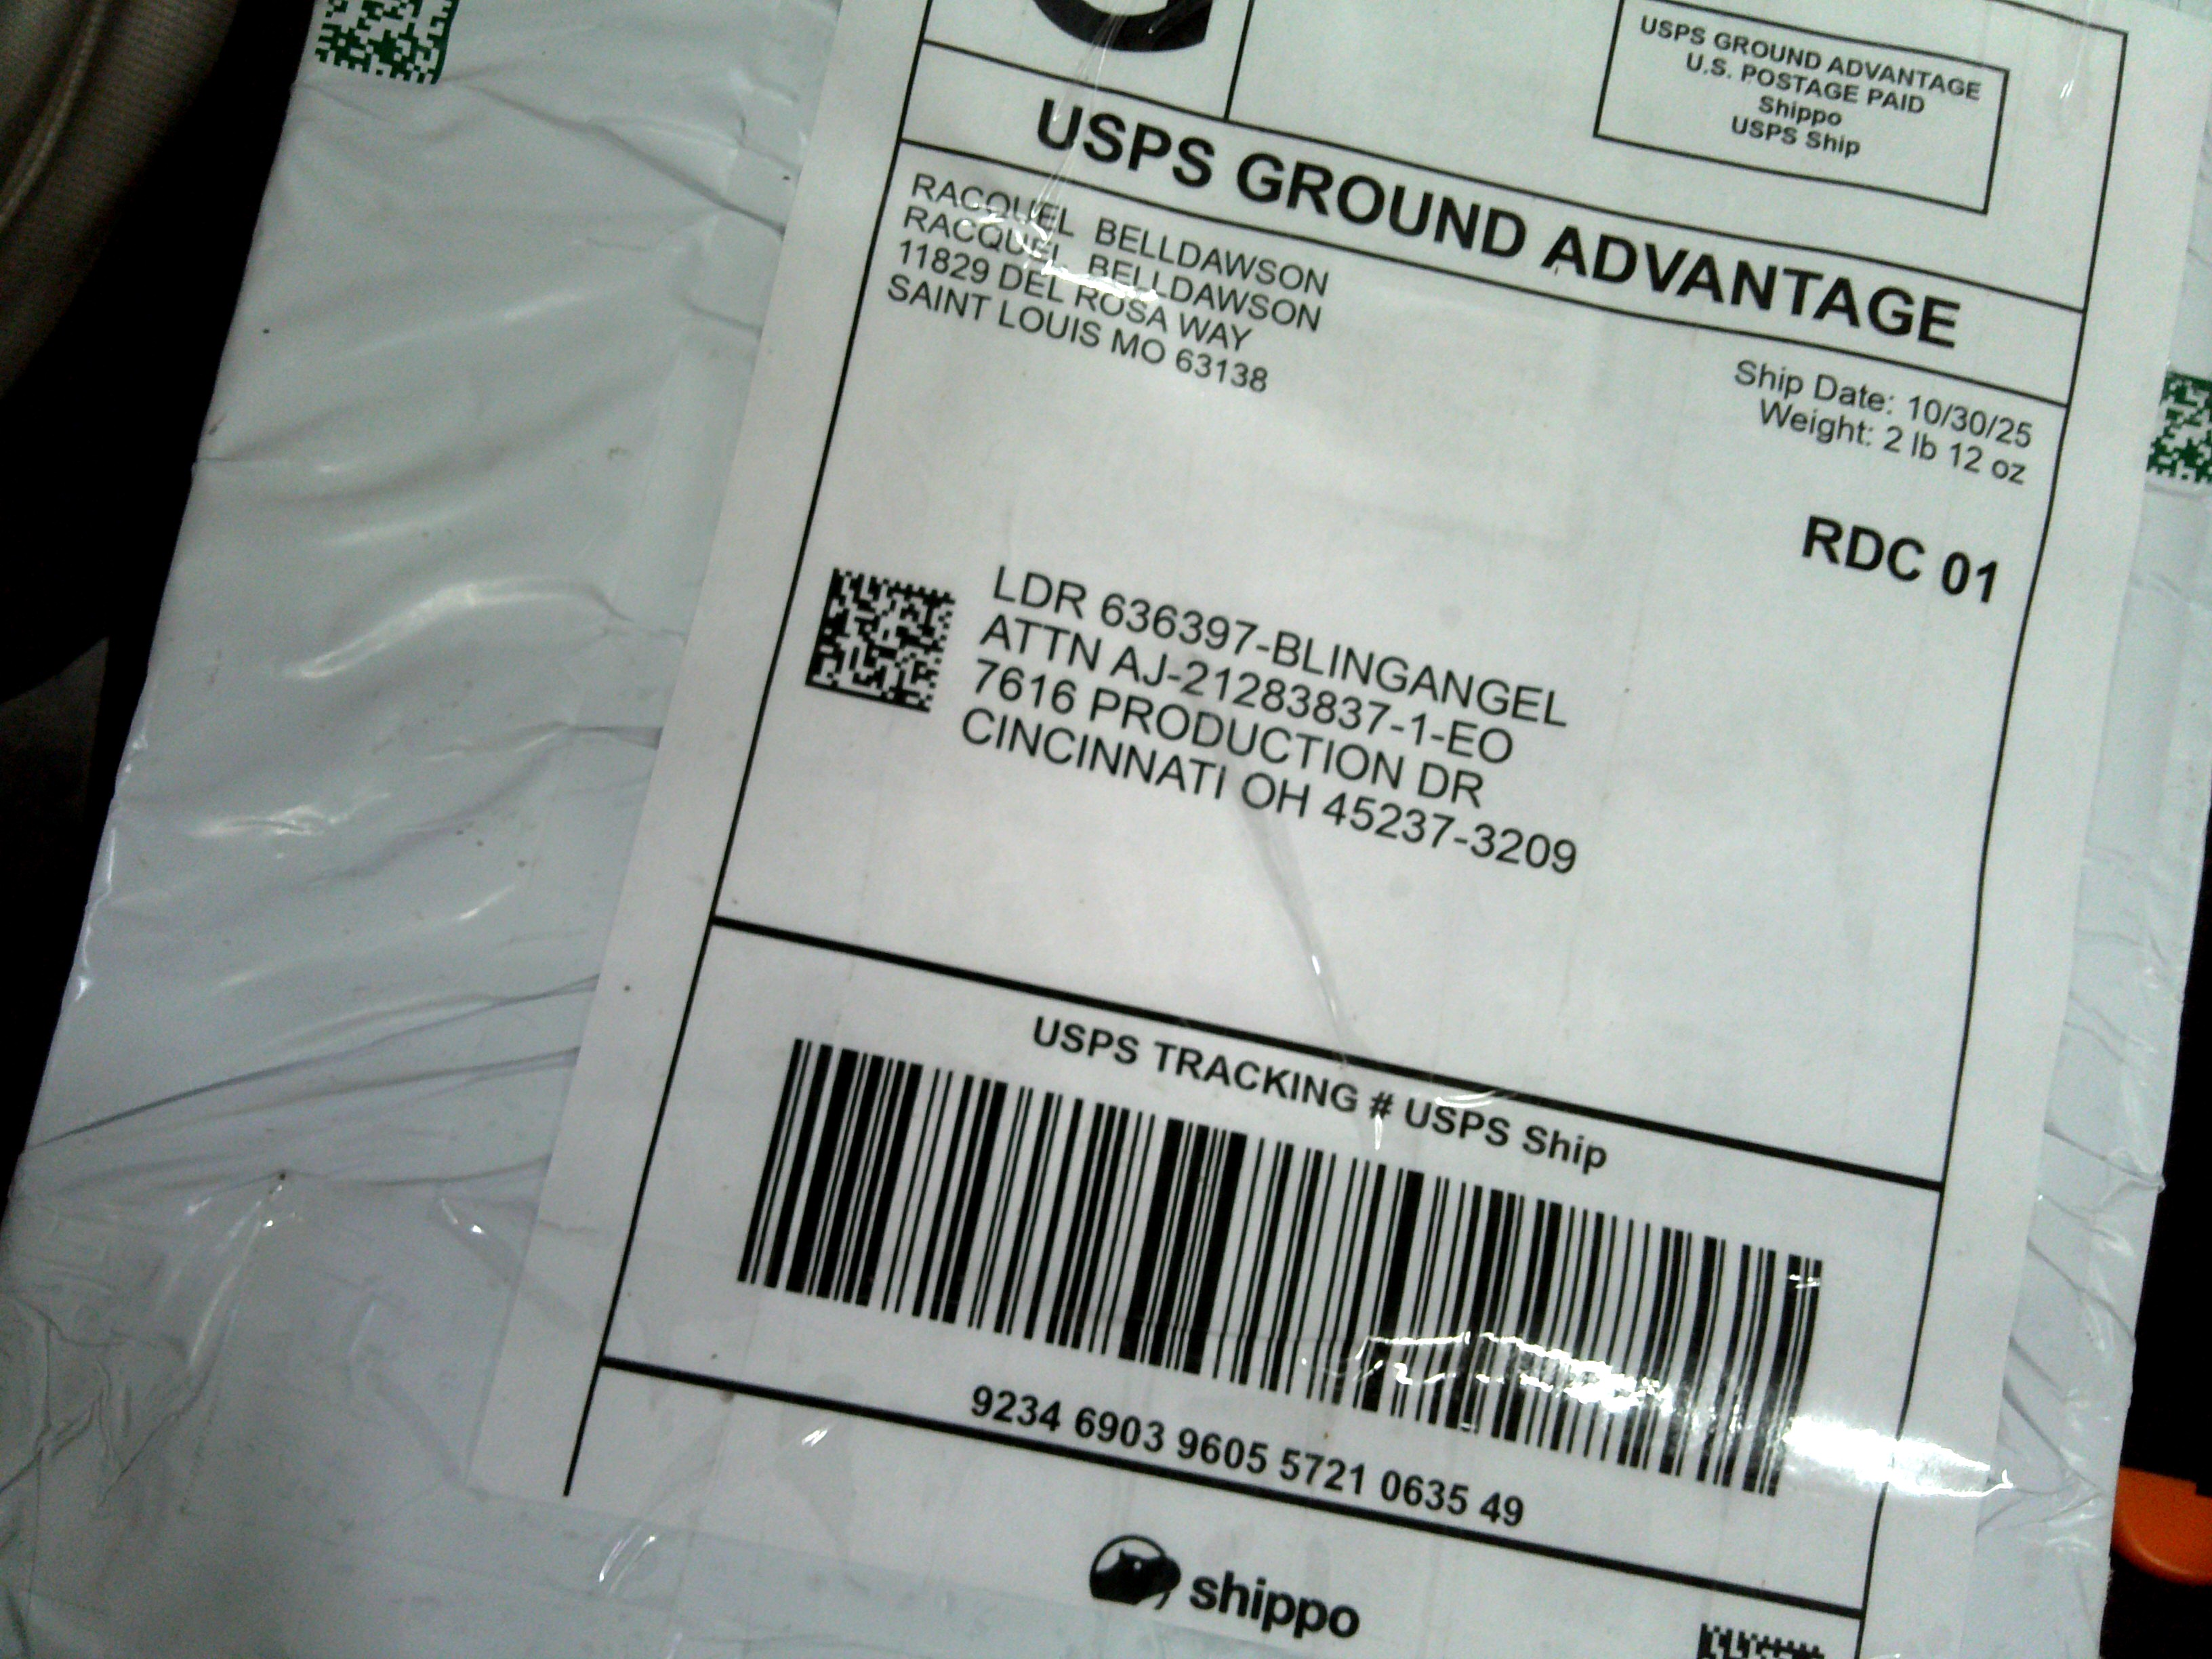 USPS GROUND ADVANTAGE
U.S. POSTAGE PAID
Shippo
USPS Ship
USPS GROUND ADVANTAGE
RACQUEL BELLDAWSON
RACQUEL BELLDAWSON
11829 DEL ROSA WAY
SAINT LOUIS MO 63138
Ship Date: 10/30/25
Weight: 2 lb 12 oz
RDC 01
LDR 636397-BLINGANGEL
ATTN AJ-21283837-1-EO
7616 PRODUCTION DR
CINCINNATI OH 45237-3209
USPS TRACKING # USPS Ship
9234 6903 9605 5721 0635 49
shippo